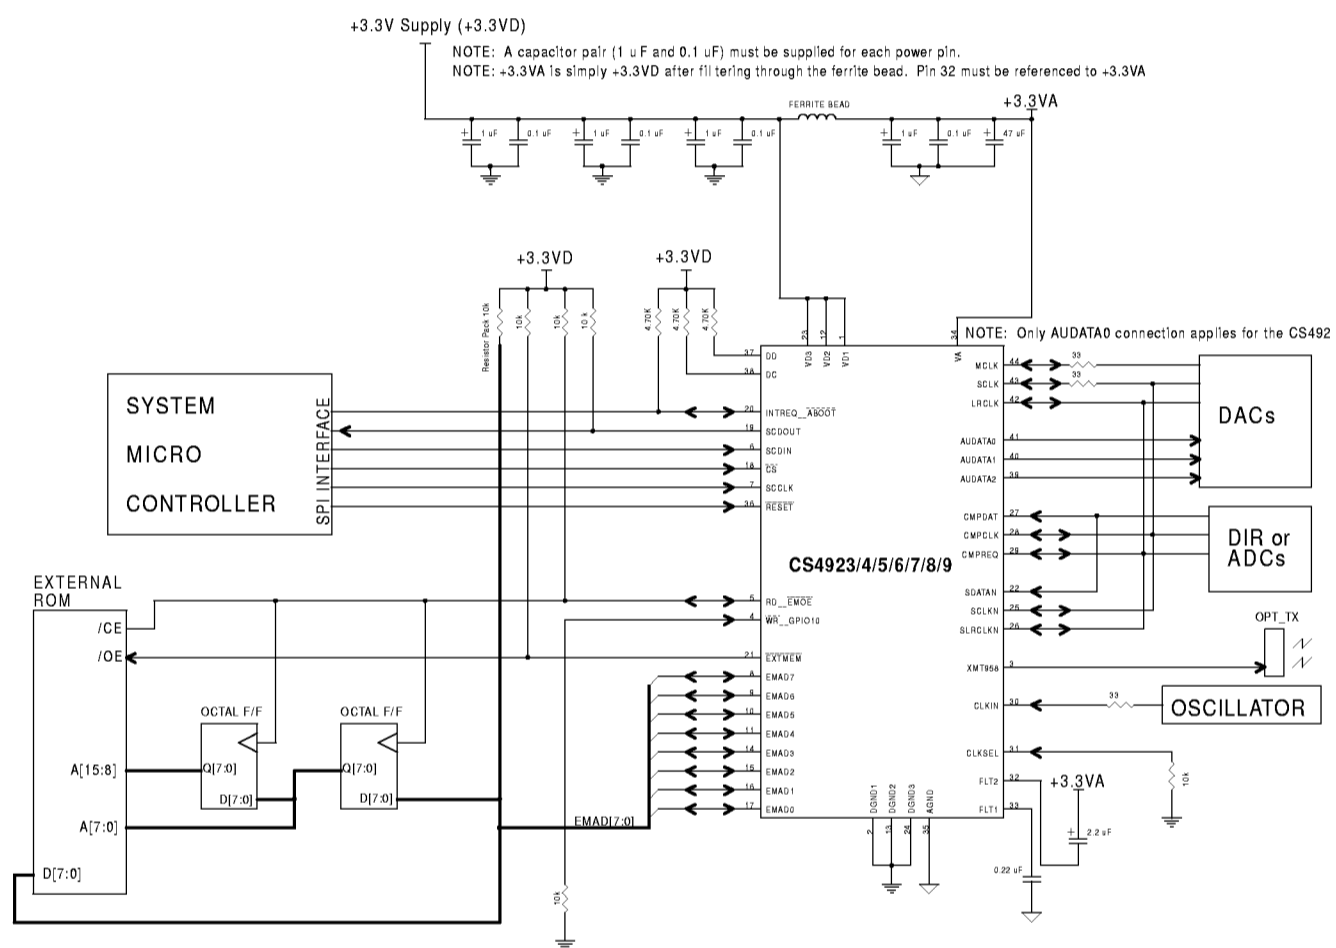 +3.3V Supply (+3.3VD)
NOTE: A capacitor pair (1 uF and 0.1 uF) must be supplied for each power pin.
NOTE: +3.3VA is simply +3.3VD after filtering through the ferrite bead. Pin 32 must be referenced to +3.3VA
FERRITE BEAD
+3.3VA
+ 1 uF 0.1 uF + 1 uF 0.1 uF + 1 uF 0.1 uF + 1 uF 0.1 uF + 47 uF
+3.3VD
+3.3VD
Resistor Pack 10k
10k
10k
10 k
4.70K
4.70K
4.70K
23
12
1
34
NOTE: Only AUDATA0 connection applies for the CS492
VD3
VD2
VD1
VA
37 DD
38 DC
20 INTREQ__ABOOT
19 SCDOUT
6 SCDIN
18 CS
7 SCCLK
36 RESET
SYSTEM
MICRO
CONTROLLER
SPI INTERFACE
MCLK 44 33
SCLK 43 33
LRCLK 42
AUDATA0 41
AUDATA1 40
AUDATA2 39
DACs
CMPDAT 27
CMPCLK 28
CMPREQ 29
DIR or
ADCs
CS4923/4/5/6/7/8/9
SDATAN 22
SCLKN 25
SLRCLKN 26
OPT_TX
XMT958 3
CLKIN 30 33
OSCILLATOR
CLKSEL 31
10k
FLT2 32
+3.3VA
FLT1 33
+ 2.2 uF
0.22 uF
EXTERNAL
ROM
/CE
/OE
5 RD__EMOE
4 WR__GPIO10
21 EXTMEM
8 EMAD7
9 EMAD6
10 EMAD5
11 EMAD4
14 EMAD3
15 EMAD2
16 EMAD1
17 EMAD0
OCTAL F/F
OCTAL F/F
A[15:8]
Q[7:0]
D[7:0]
Q[7:0]
D[7:0]
A[7:0]
EMAD[7:0]
D[7:0]
10k
DGND1
DGND2
DGND3
AGND
2
13
24
35